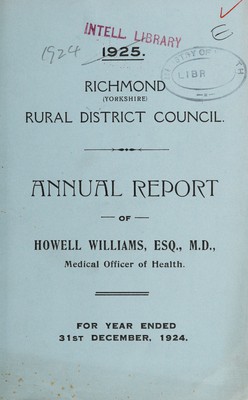 INTELL LIBRARY
1924
1925.
LIBR
RICHMOND
(YORKSHIRE)
RURAL DISTRICT COUNCIL.
ANNUAL REPORT
OF
HOWELL WILLIAMS, ESQ., M.D.,
Medical Officer of Health.
FOR YEAR ENDED
31ST DECEMBER, 1924.